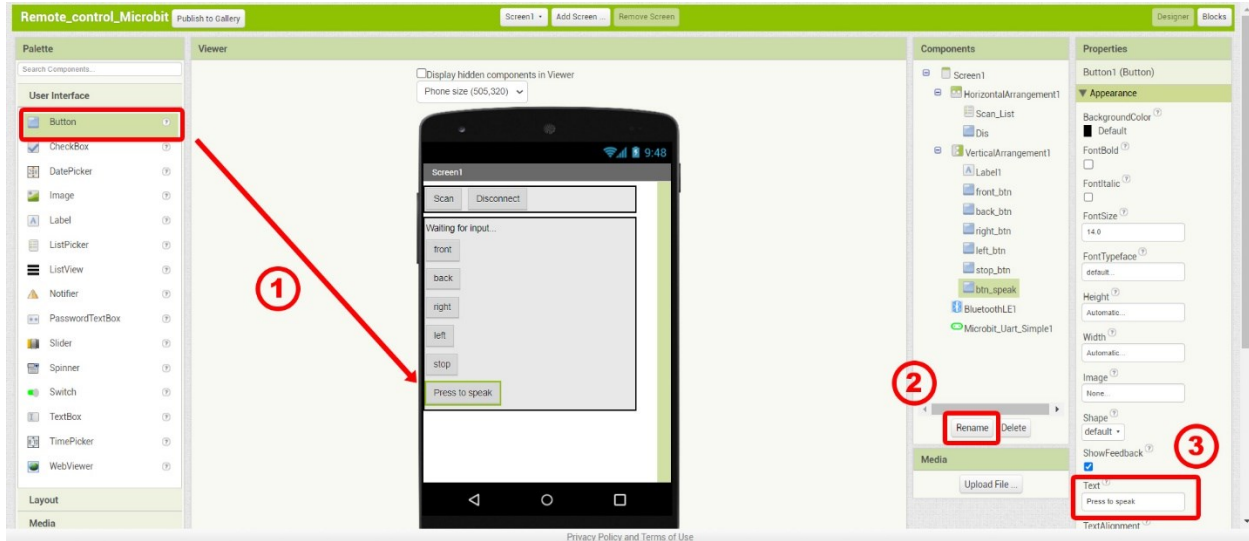 Remote_control_Microbit Publish to Gallery Screen1 Add Screen ... Remove Screen Designer Blocks
Palette
Search Components...
User Interface
Button
CheckBox
DatePicker
Image
Label
ListPicker
ListView
Notifier
PasswordTextBox
Slider
Spinner
Switch
TextBox
TimePicker
WebViewer
Layout
Media
1
Viewer
Display hidden components in Viewer
Phone size (505,320)
9:48
Screen1
Scan Disconnect
Waiting for input...
front
back
right
left
stop
Press to speak
Components
Screen1
HorizontalArrangement1
Scan_List
Dis
VerticalArrangement1
Label1
front_btn
back_btn
right_btn
left_btn
stop_btn
btn_speak
BluetoothLE1
Microbit_Uart_Simple1
2
Rename Delete
Media
Upload File ...
Properties
Button1 (Button)
Appearance
BackgroundColor
Default
FontBold
FontItalic
FontSize
14.0
FontTypeface
default...
Height
Automatic...
Width
Automatic...
Image
None...
Shape
default
ShowFeedback
3
Text
Press to speak
TextAlignment
Privacy Policy and Terms of Use